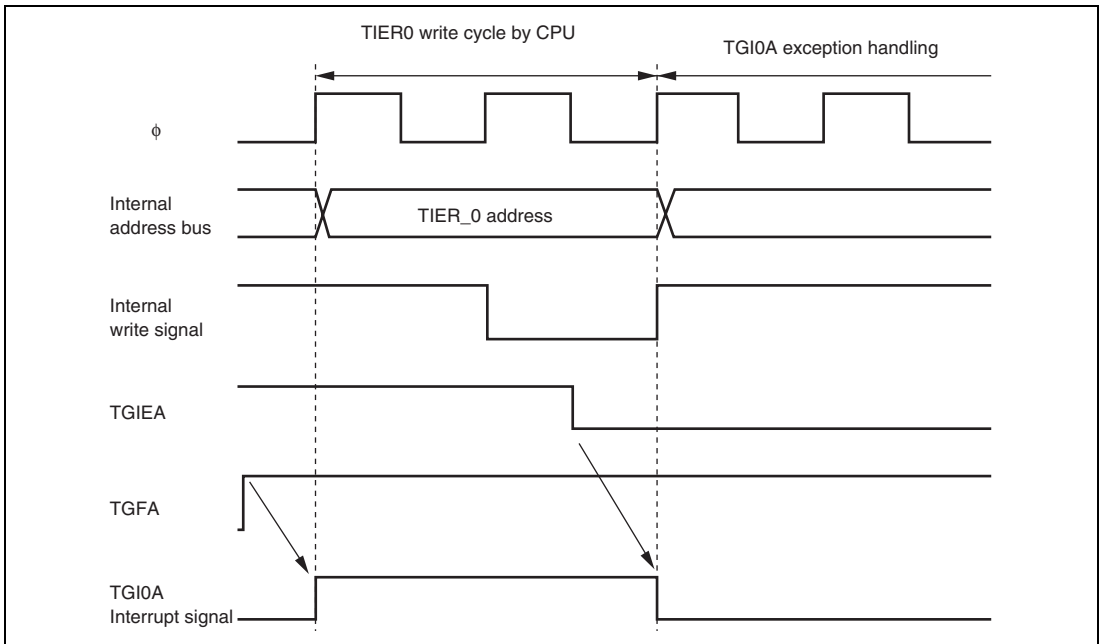 TIER0 write cycle by CPU
TGI0A exception handling
ϕ
Internal
address bus
TIER_0 address
Internal
write signal
TGIEA
TGFA
TGI0A
Interrupt signal